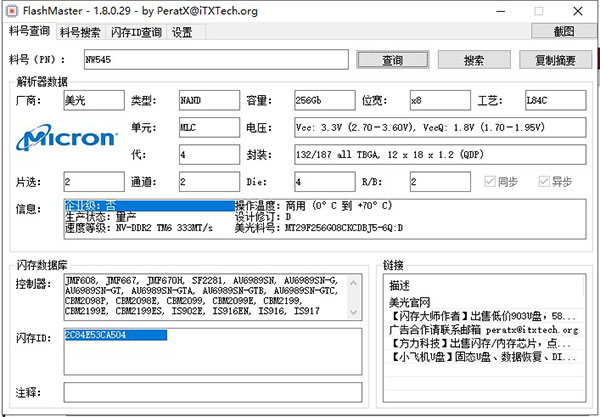 FlashMaster - 1.8.0.29 - by PeratX@iTXTech.org
料号查询 料号搜索 闪存ID查询 设置 截图
料号（PN）： NW545 查询 搜索 复制摘要
解析器数据
厂商： 美光 类型： NAND 容量： 256Gb 位宽： x8 工艺： L84C
Micron
单元： MLC 电压： Vcc: 3.3V (2.70-3.60V), VccQ: 1.8V (1.70-1.95V)
代： 4 封装： 132/187 all TBGA, 12 x 18 x 1.2 (QDP)
片选： 2 通道： 2 Die： 4 R/B： 2 同步 异步
信息： 企业级: 否 操作温度: 商用 (0° C 到 +70° C)
生产状态: 量产 设计修订: D
速度等级: NV-DDR2 TM6 333MT/s 美光料号: MT29F256G08CKCDBJ5-6Q:D
闪存数据库
控制器： JMF608, JMF667, JMF670H, SF2281, AU6989SN, AU6989SN-G,
AU6989SN-GT, AU6989SN-GTA, AU6989SN-GTB, AU6989SN-GTC,
CBM2098P, CBM2098E, CBM2099, CBM2099E, CBM2199,
CBM2199E, CBM2199ES, IS902E, IS916EN, IS916, IS917
闪存ID： 2C84E53CA504
注释：
链接
描述
美光官网
【闪存大师作者】出售低价903U盘，58...
广告合作请联系邮箱 peratx@itxtech.org
【方力科技】出售闪存/内存芯片，点...
【小飞机U盘】固态U盘、数据恢复、DI...